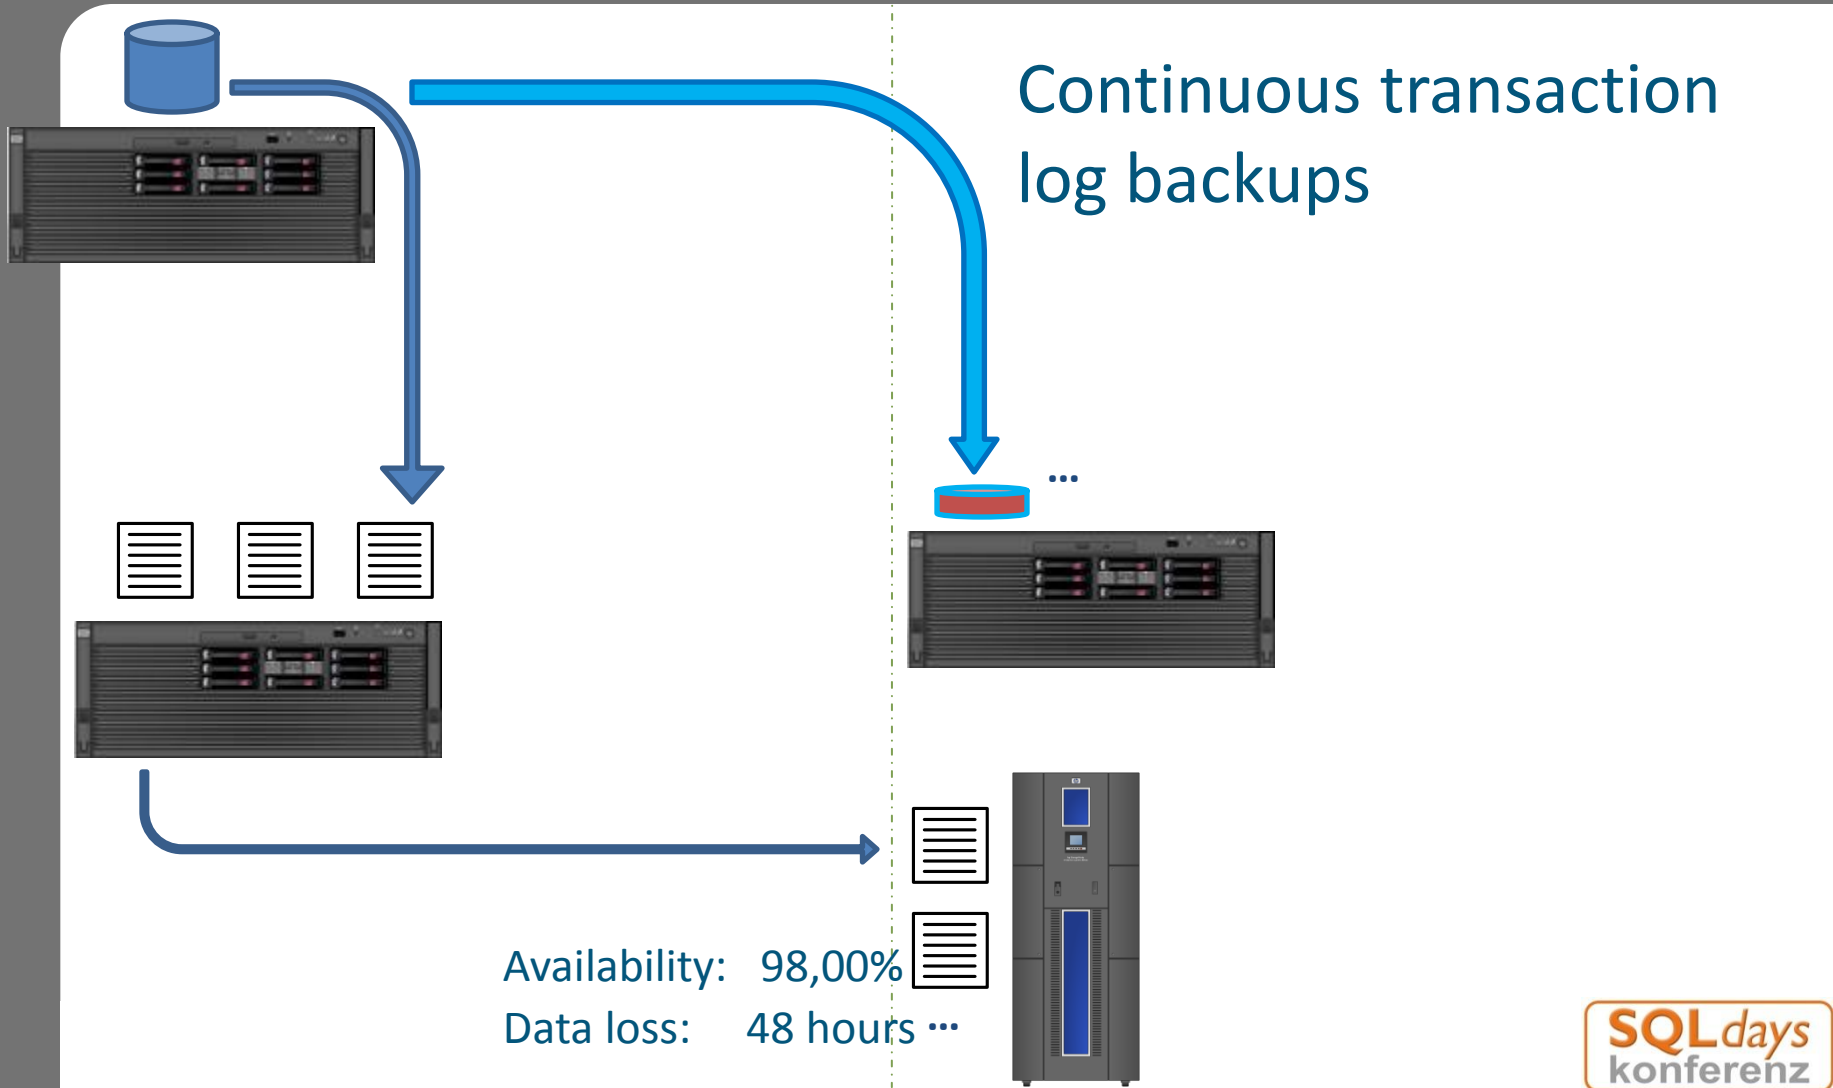 Continuous transaction
log backups
...
Availability: 98,00%
Data loss: 48 hours ...
SQLdays
konferenz